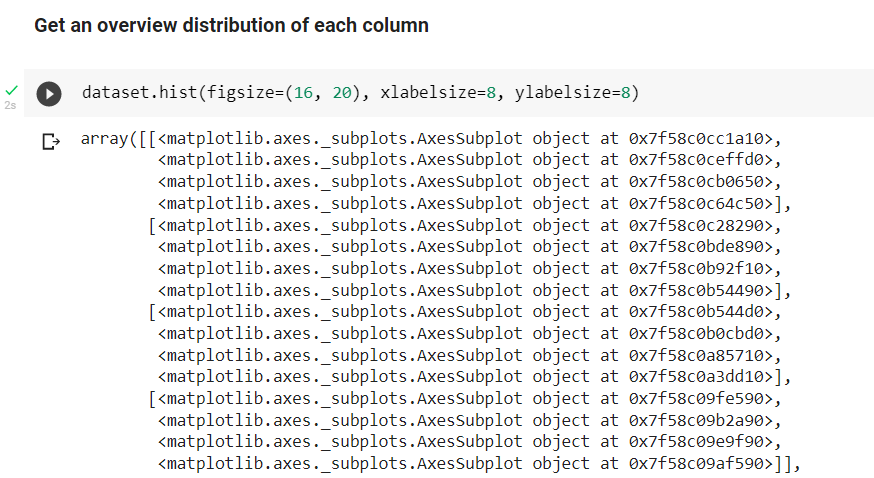 Get an overview distribution of each column
dataset.hist(figsize=(16, 20), xlabelsize=8, ylabelsize=8)
2s
array([[<matplotlib.axes._subplots.AxesSubplot object at 0x7f58c0cc1a10>,
<matplotlib.axes._subplots.AxesSubplot object at 0x7f58c0ceffd0>,
<matplotlib.axes._subplots.AxesSubplot object at 0x7f58c0cb0650>,
<matplotlib.axes._subplots.AxesSubplot object at 0x7f58c0c64c50>],
[<matplotlib.axes._subplots.AxesSubplot object at 0x7f58c0c28290>,
<matplotlib.axes._subplots.AxesSubplot object at 0x7f58c0bde890>,
<matplotlib.axes._subplots.AxesSubplot object at 0x7f58c0b92f10>,
<matplotlib.axes._subplots.AxesSubplot object at 0x7f58c0b54490>],
[<matplotlib.axes._subplots.AxesSubplot object at 0x7f58c0b544d0>,
<matplotlib.axes._subplots.AxesSubplot object at 0x7f58c0b0cbd0>,
<matplotlib.axes._subplots.AxesSubplot object at 0x7f58c0a85710>,
<matplotlib.axes._subplots.AxesSubplot object at 0x7f58c0a3dd10>],
[<matplotlib.axes._subplots.AxesSubplot object at 0x7f58c09fe590>,
<matplotlib.axes._subplots.AxesSubplot object at 0x7f58c09b2a90>,
<matplotlib.axes._subplots.AxesSubplot object at 0x7f58c09e9f90>,
<matplotlib.axes._subplots.AxesSubplot object at 0x7f58c09af590>]],